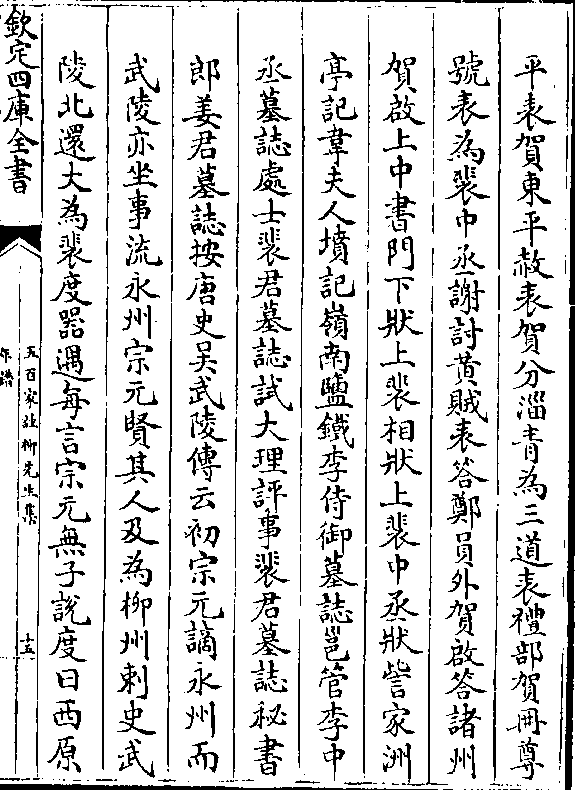 平表賀東平赦表賀分淄青為三道表禮部賀冊尊
號表為裴中丞謝討黄賊表答鄭員外賀啟答諸州
賀啟上中書門下狀上裴相狀上裴中丞狀訾家洲
亭記韋夫人墳記嶺南鹽鐵李侍御墓誌邕管李中
丞墓誌處士裴君墓誌試大理評事裴君墓誌秘書
郎姜君墓誌按唐史吴武陵傳云初宗元謫永州而
武陵亦坐事流永州宗元賢其人及為柳州刺史武
陵北還大為裴度器遇每言宗元無子說度曰西原
欽定四庫全書
五百家注柳先生集
年譜
十五